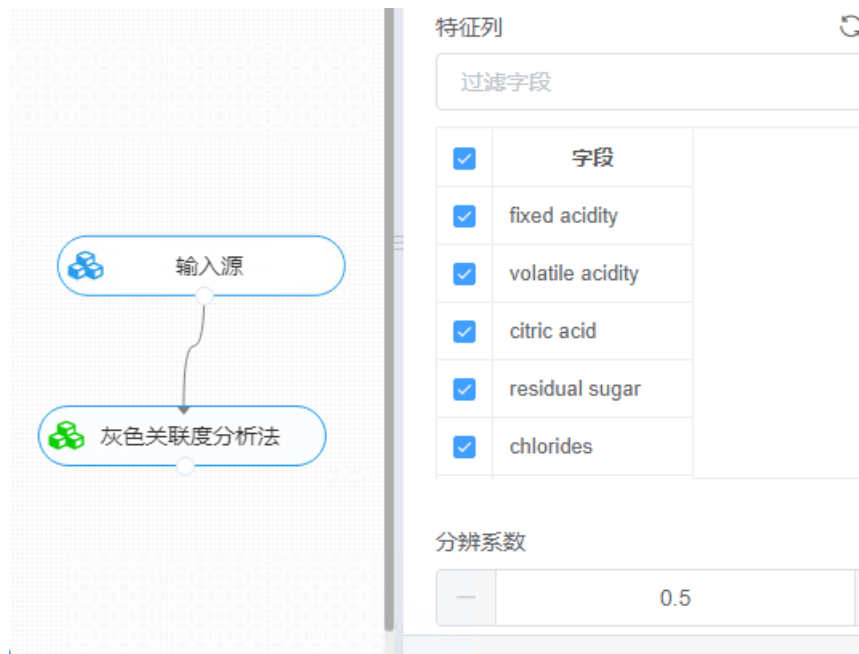 特征列
过滤字段
字段
fixed acidity
volatile acidity
citric acid
residual sugar
chlorides
输入源
灰色关联度分析法
分辨系数
0.5